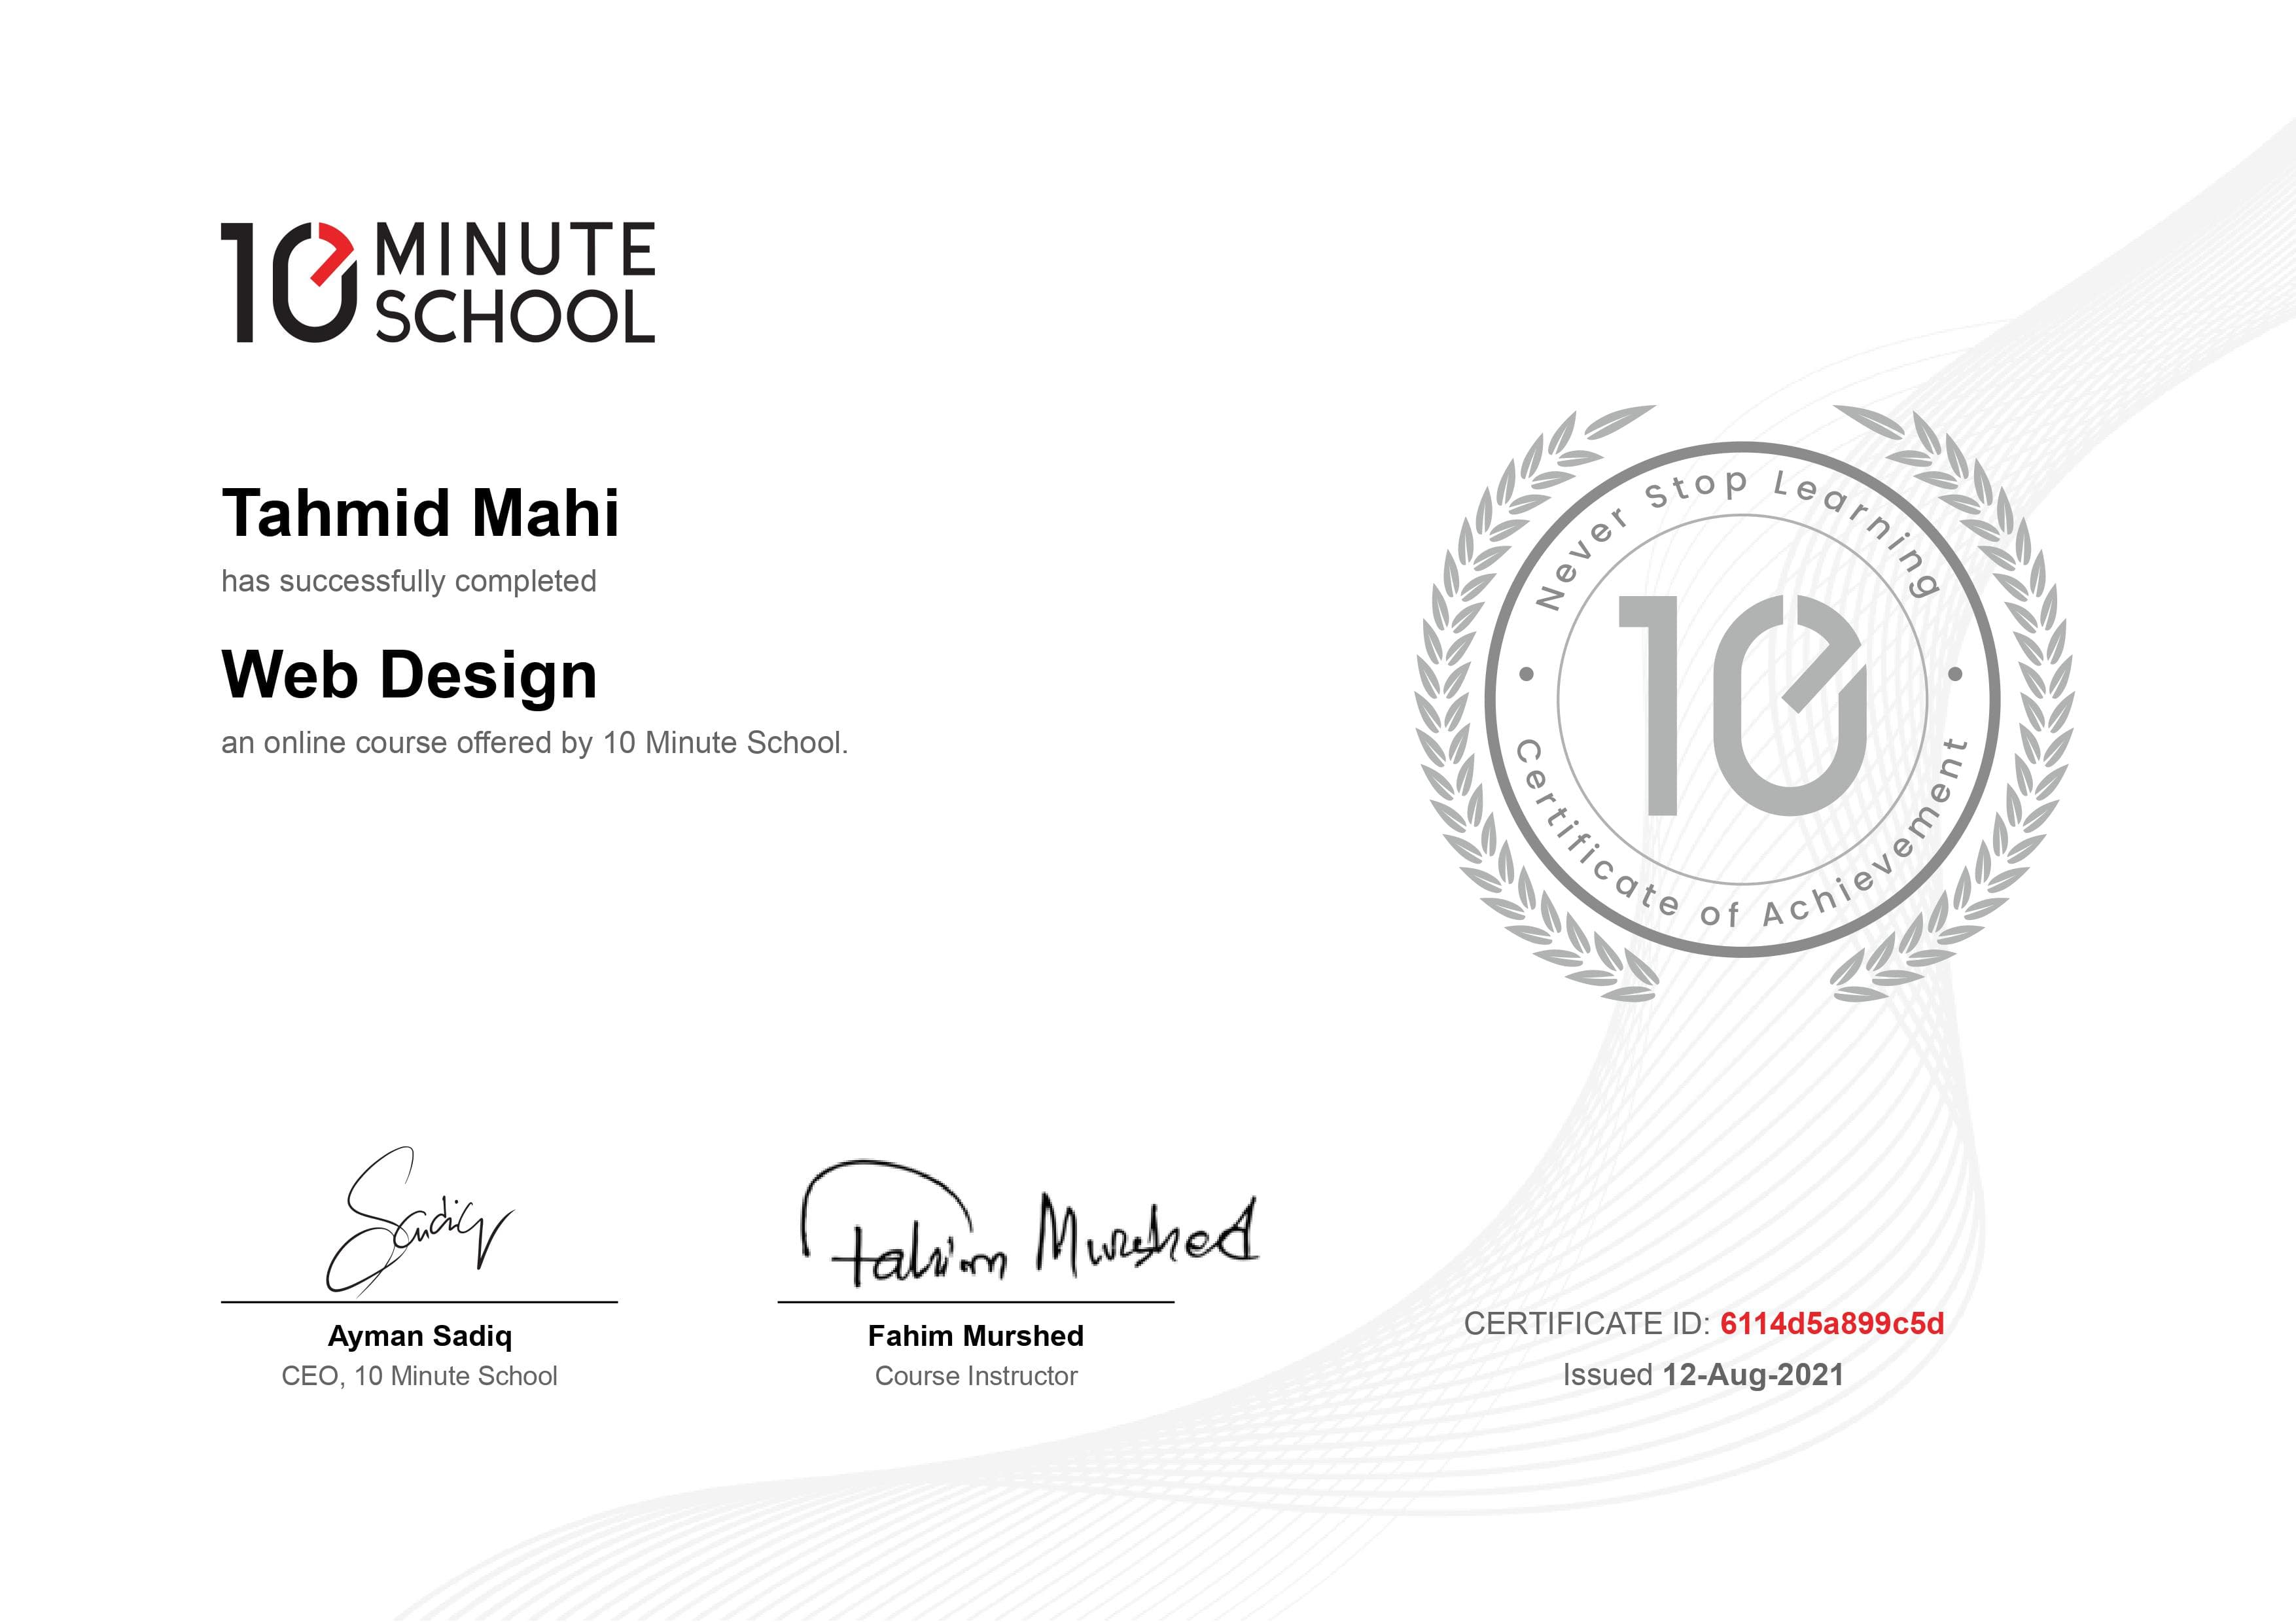 10 MINUTE
SCHOOL
Tahmid Mahi
has successfully completed
Web Design
an online course offered by 10 Minute School.
Never Stop Learning
10
Certificate of Achievement
Sadiq
Fahim Murshed
Ayman Sadiq
CEO, 10 Minute School
Fahim Murshed
Course Instructor
CERTIFICATE ID: 6114d5a899c5d
Issued 12-Aug-2021